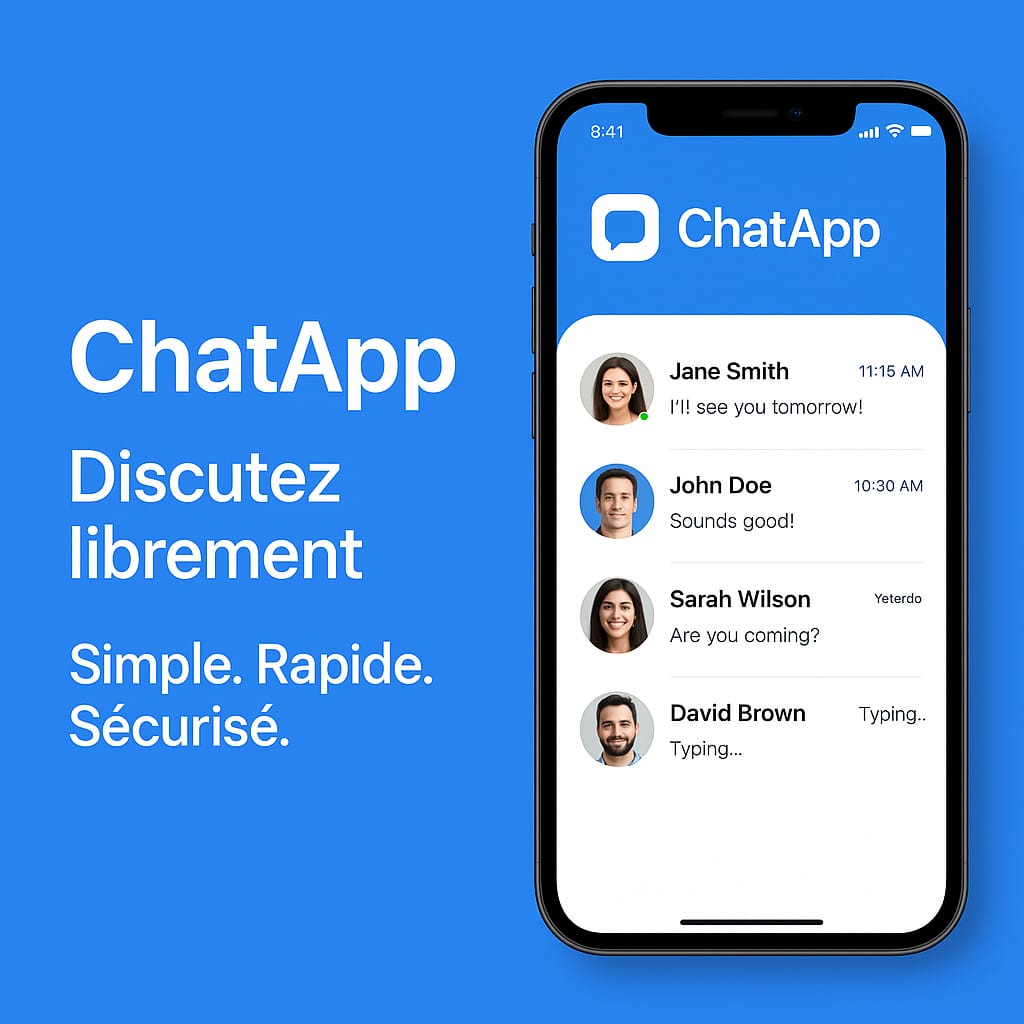 ChatApp
Discutez
librement
Simple. Rapide.
Sécurisé.
8:41
ChatApp
Jane Smith 11:15 AM
I'l! see you tomorrow!
John Doe 10:30 AM
Sounds good!
Sarah Wilson Yeterdo
Are you coming?
David Brown Typing..
Typing...